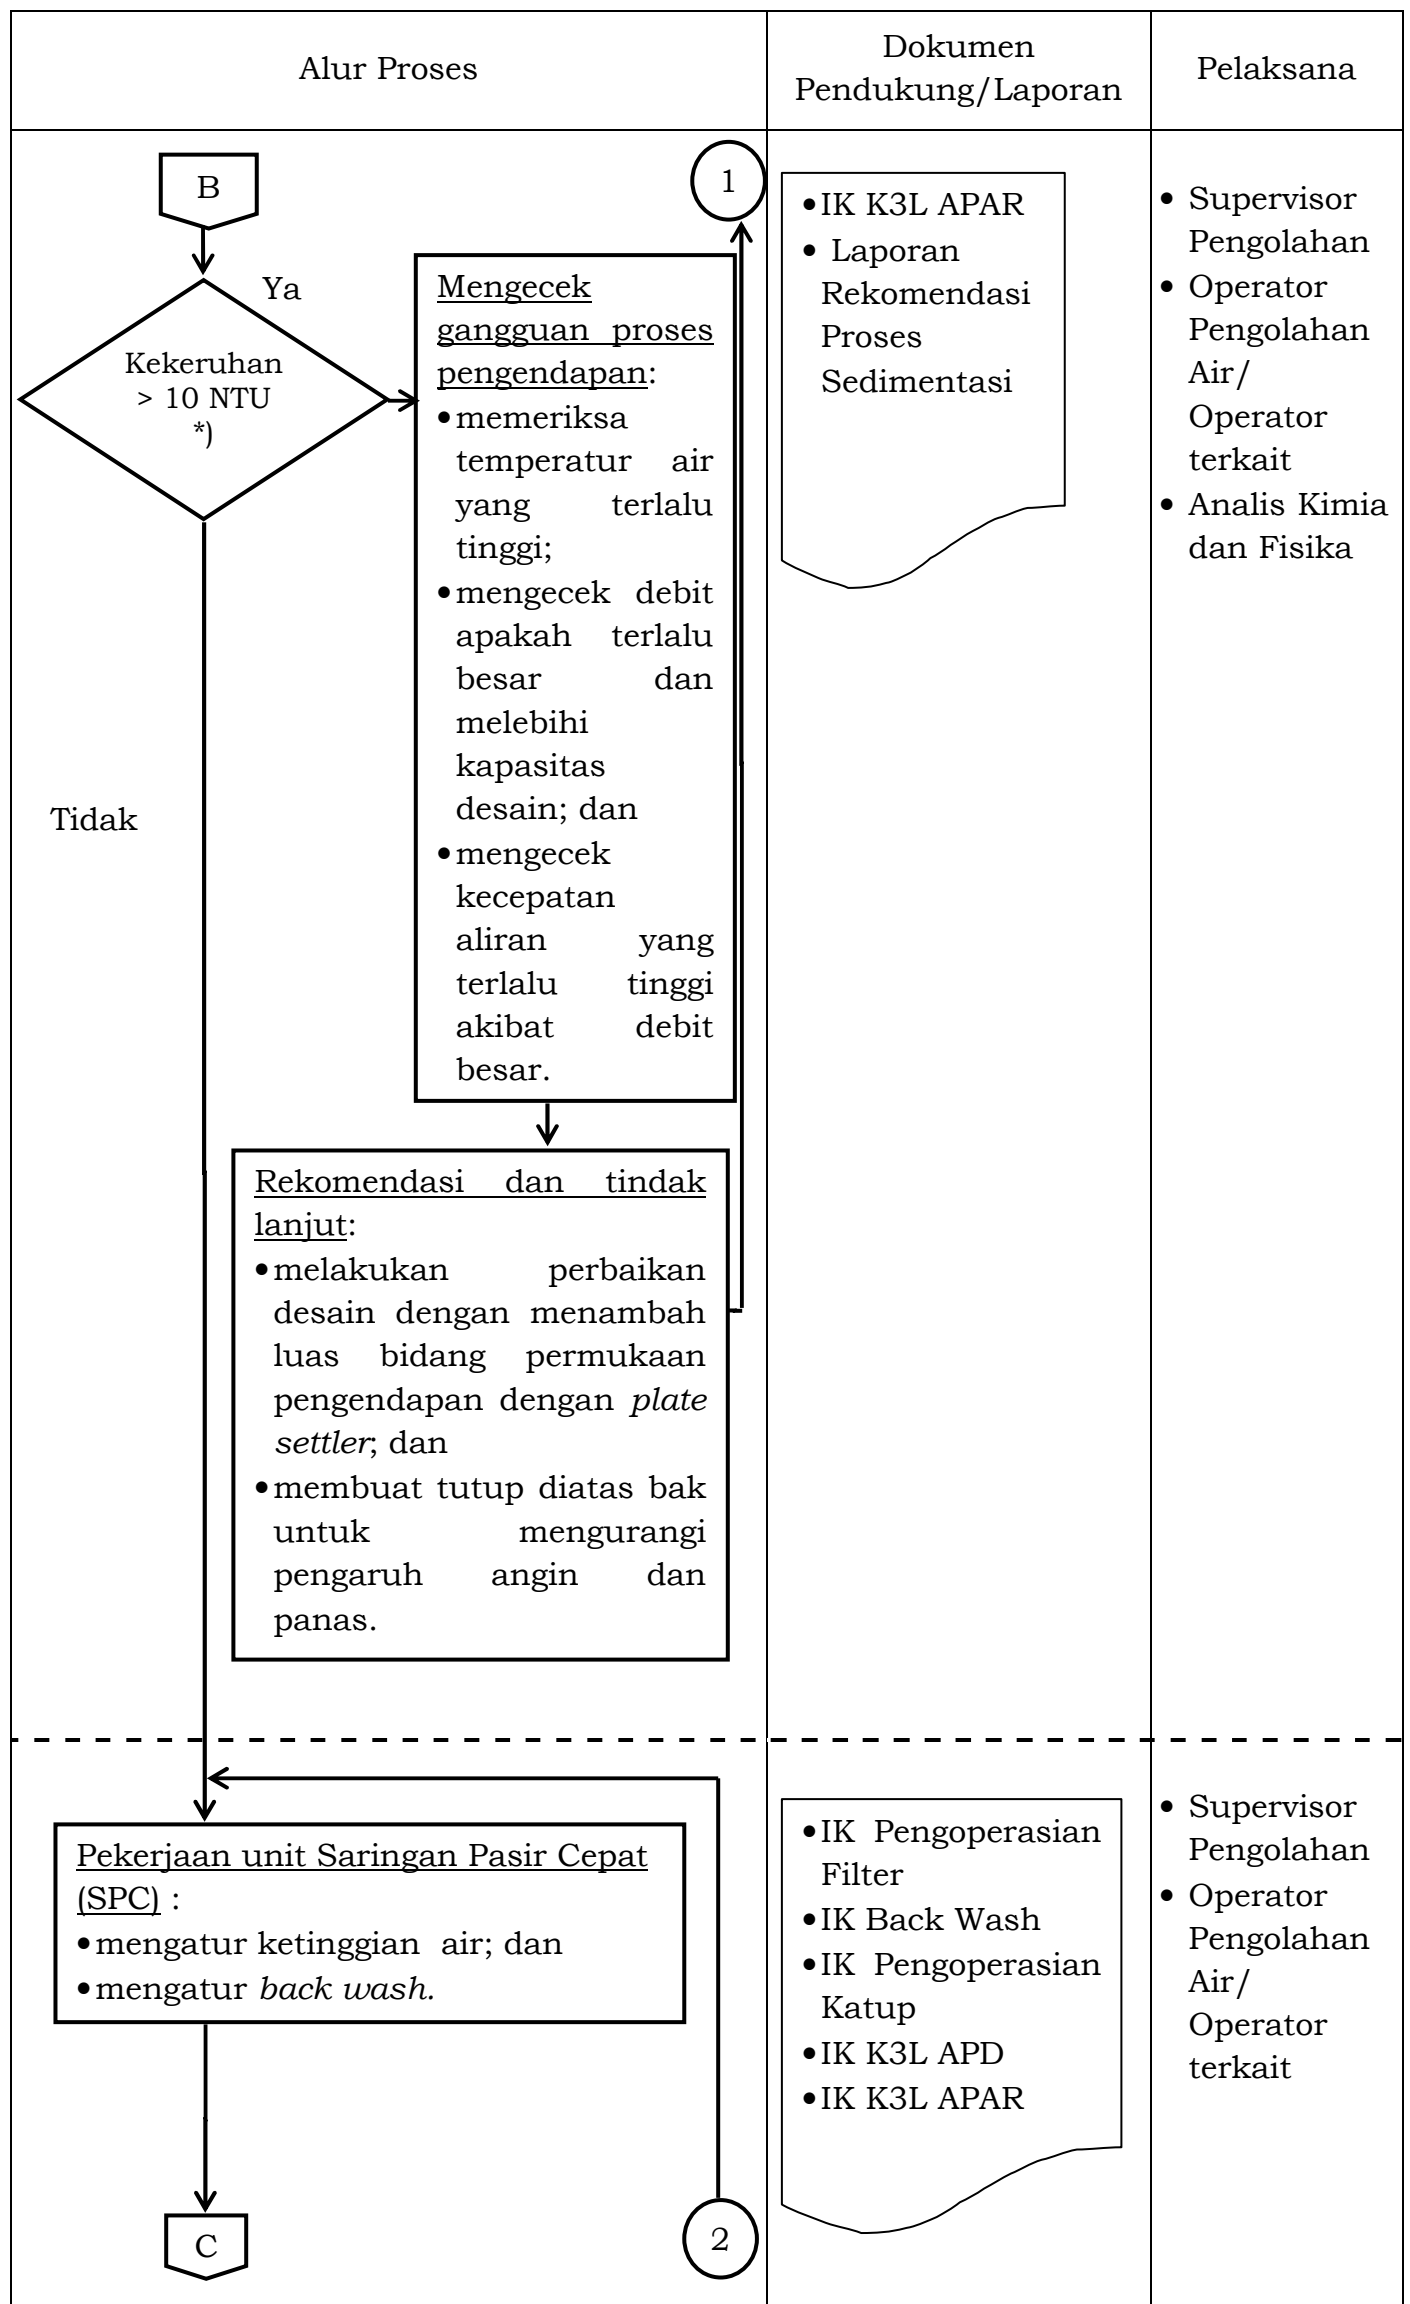 Alur Proses
Dokumen
Pendukung/Laporan
Pelaksana
B
1
Ya
Kekeruhan
> 10 NTU
*)
Tidak
Mengecek
gangguan proses
pengendapan:
•memeriksa
temperatur air
yang terlalu
tinggi;
•mengecek debit
apakah terlalu
besar dan
melebihi
kapasitas
desain; dan
•mengecek
kecepatan
aliran yang
terlalu tinggi
akibat debit
besar.
Rekomendasi dan tindak
lanjut:
•melakukan perbaikan
desain dengan menambah
luas bidang permukaan
pengendapan dengan plate
settler; dan
•membuat tutup diatas bak
untuk mengurangi
pengaruh angin dan
panas.
•IK K3L APAR
• Laporan
Rekomendasi
Proses
Sedimentasi
• Supervisor
Pengolahan
• Operator
Pengolahan
Air/
Operator
terkait
• Analis Kimia
dan Fisika
Pekerjaan unit Saringan Pasir Cepat
(SPC) :
•mengatur ketinggian air; dan
•mengatur back wash.
C
2
•IK Pengoperasian
Filter
•IK Back Wash
•IK Pengoperasian
Katup
•IK K3L APD
•IK K3L APAR
• Supervisor
Pengolahan
• Operator
Pengolahan
Air/
Operator
terkait